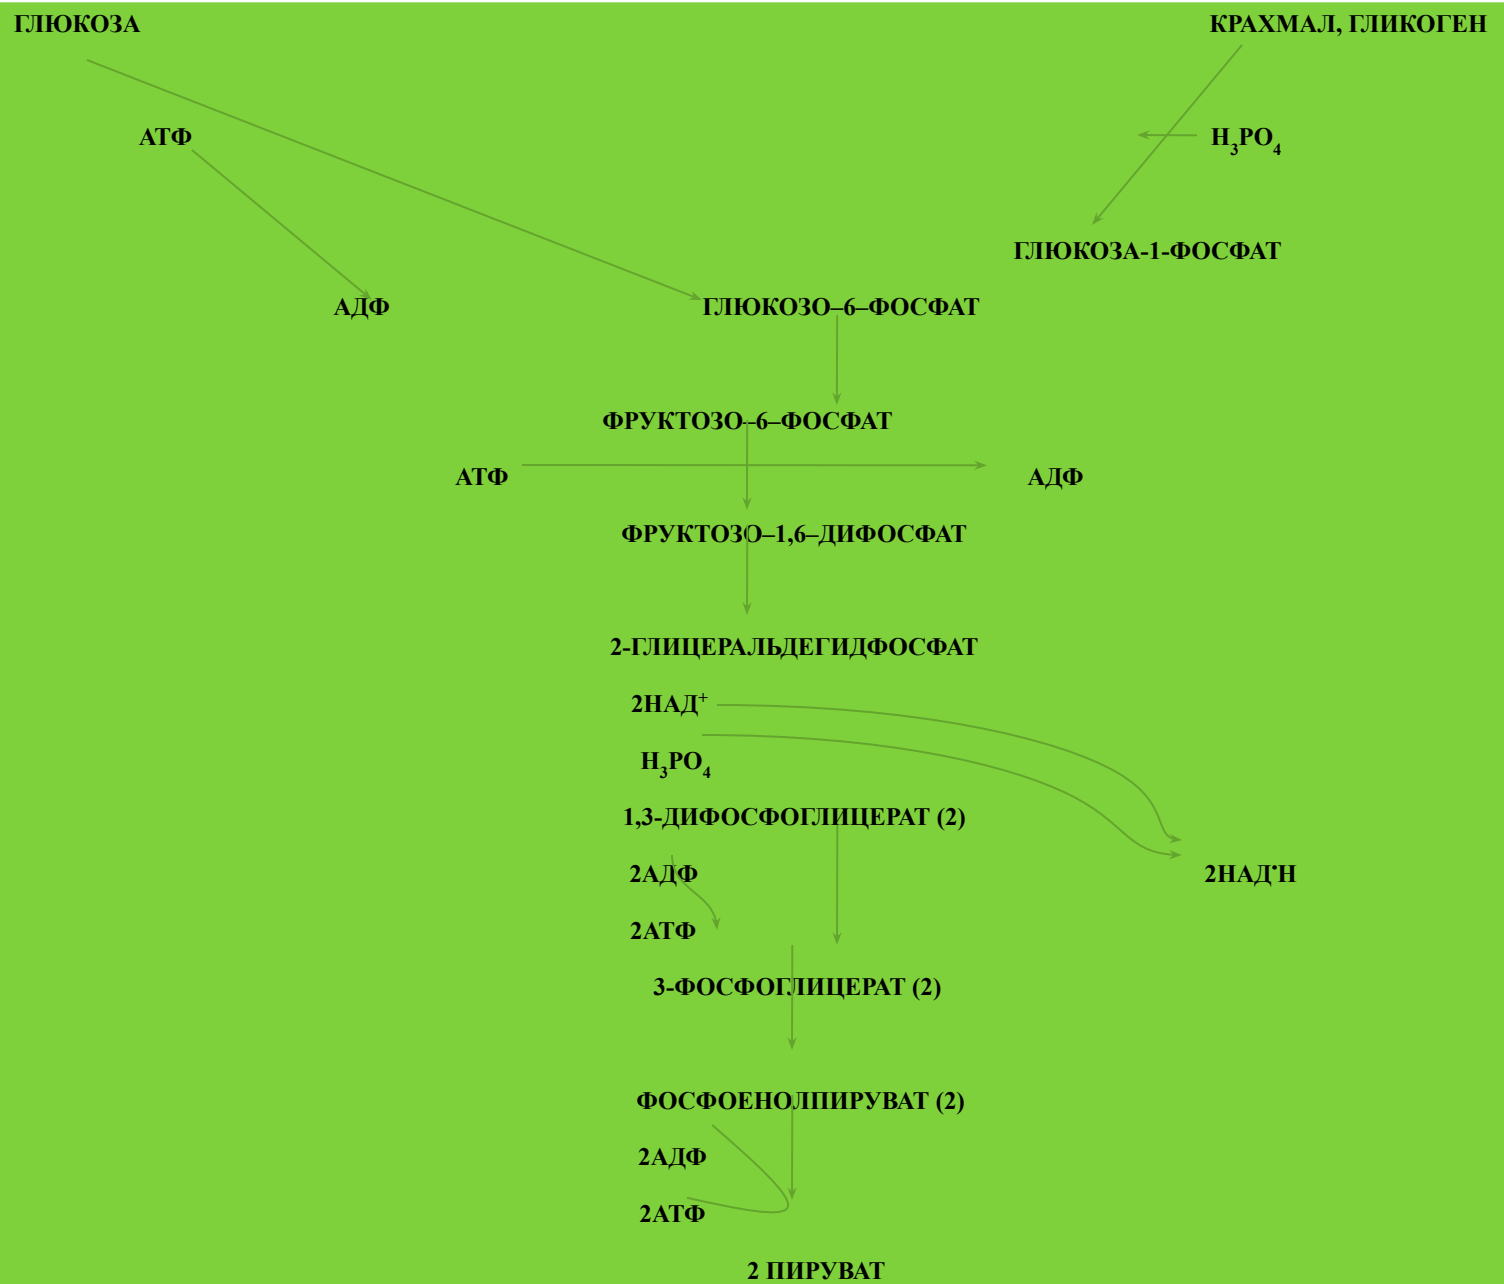 ГЛЮКОЗА КРАХМАЛ, ГЛИКОГЕН
АТФ H₃PO₄
ГЛЮКОЗА-1-ФОСФАТ
АДФ ГЛЮКОЗО–6–ФОСФАТ
ФРУКТОЗО–6–ФОСФАТ
АТФ АДФ
ФРУКТОЗО–1,6–ДИФОСФАТ
2-ГЛИЦЕРАЛЬДЕГИДФОСФАТ
2НАД⁺
H₃PO₄
1,3-ДИФОСФОГЛИЦЕРАТ (2)
2АДФ 2НАД·Н
2АТФ
3-ФОСФОГЛИЦЕРАТ (2)
ФОСФОЕНОЛПИРУВАТ (2)
2АДФ
2АТФ
2 ПИРУВАТ